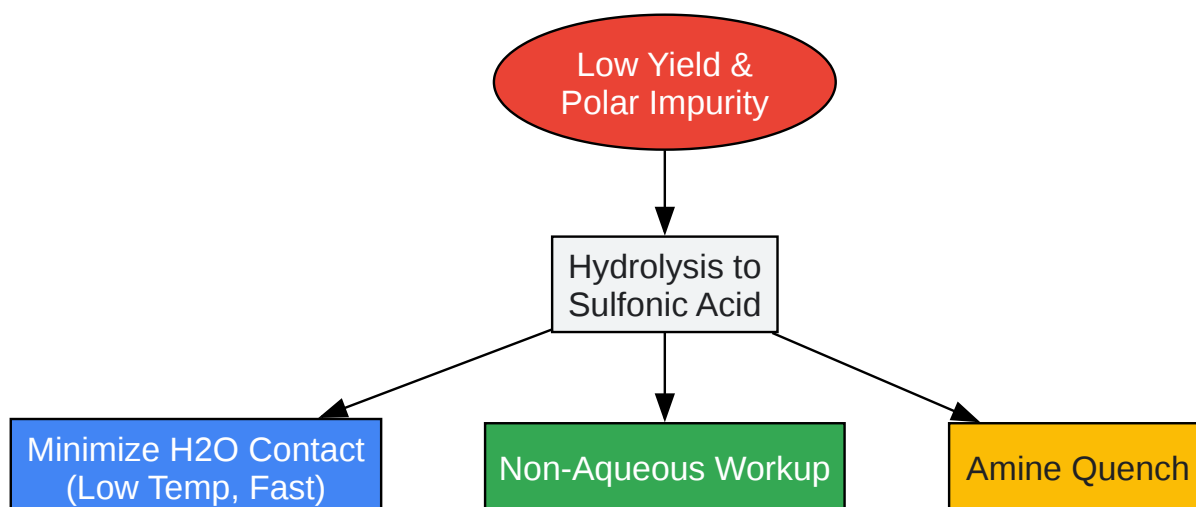 Low Yield &
Polar Impurity
Hydrolysis to
Sulfonic Acid
Minimize H2O Contact
(Low Temp, Fast)
Non-Aqueous Workup
Amine Quench